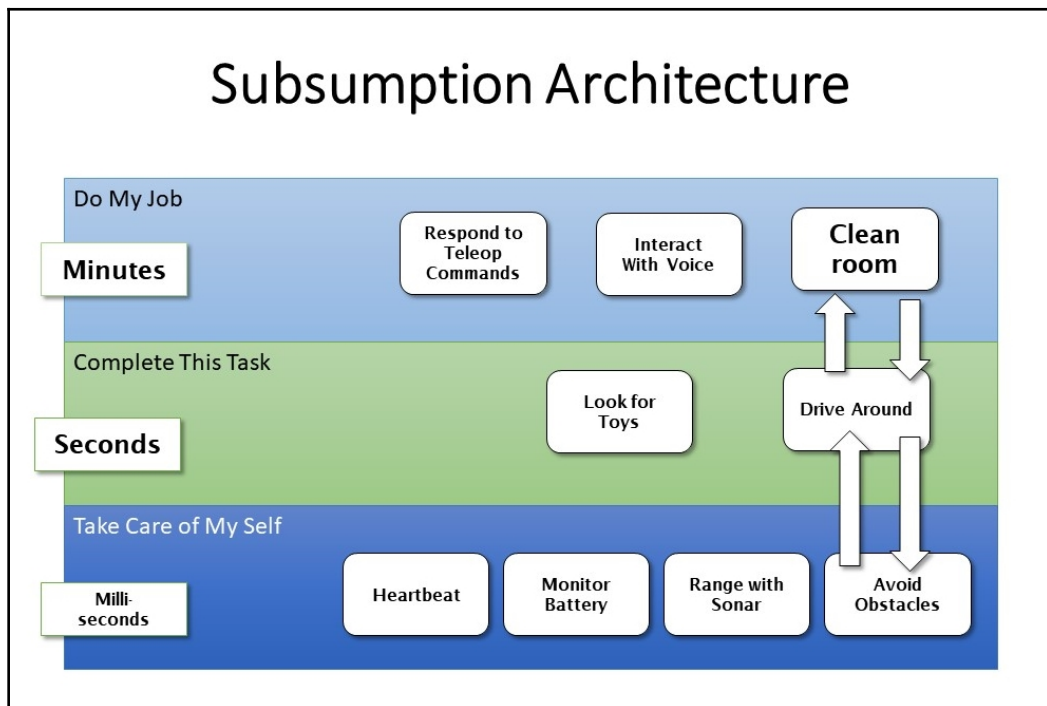 Subsumption Architecture
Do My Job
Minutes
Respond to
Teleop
Commands
Interact
With Voice
Clean
room
Complete This Task
Seconds
Look for
Toys
Drive Around
Take Care of My Self
Milli-
seconds
Heartbeat
Monitor
Battery
Range with
Sonar
Avoid
Obstacles